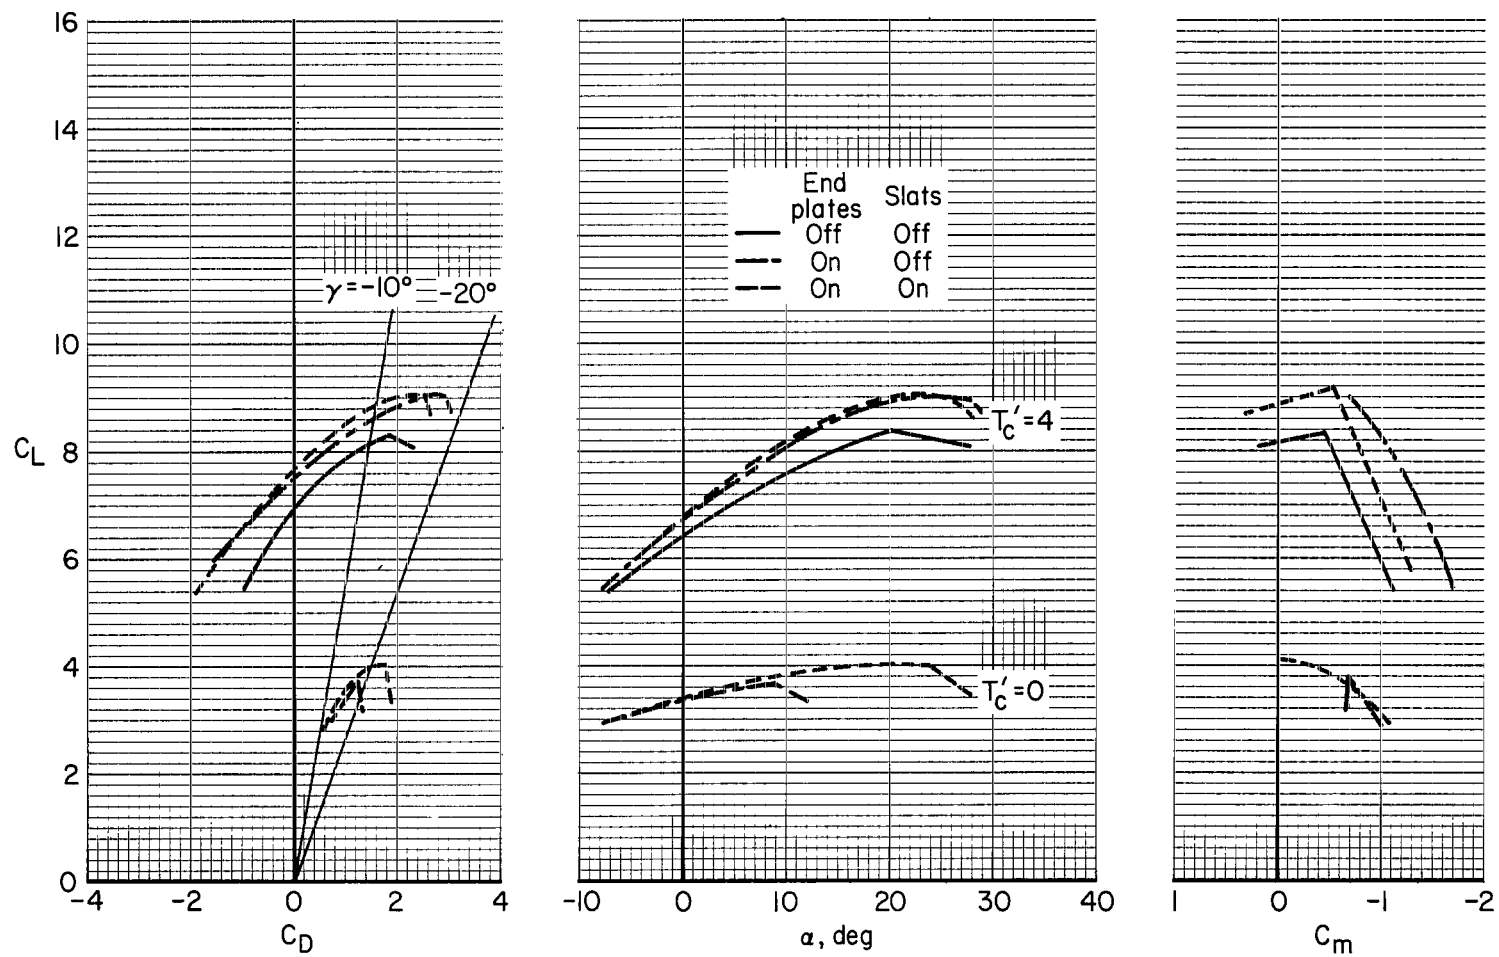 16
14
12
10
8
6
4
2
0
C_L
γ = -10° -20°
-4 -2 0 2 4
C_D
End plates Slats
Off Off
On Off
On On
T_c' = 4
T_c' = 0
-10 0 10 20 30 40
α, deg
1 0 -1 -2
C_m